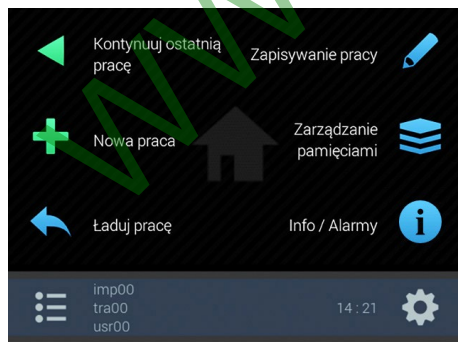 Kontynuuj ostatnią
pracę
Zapisywanie pracy
Nowa praca
Zarządzanie
pamięciami
Ładuj pracę
Info / Alarmy
imp00
tra00
usr00
14 : 21